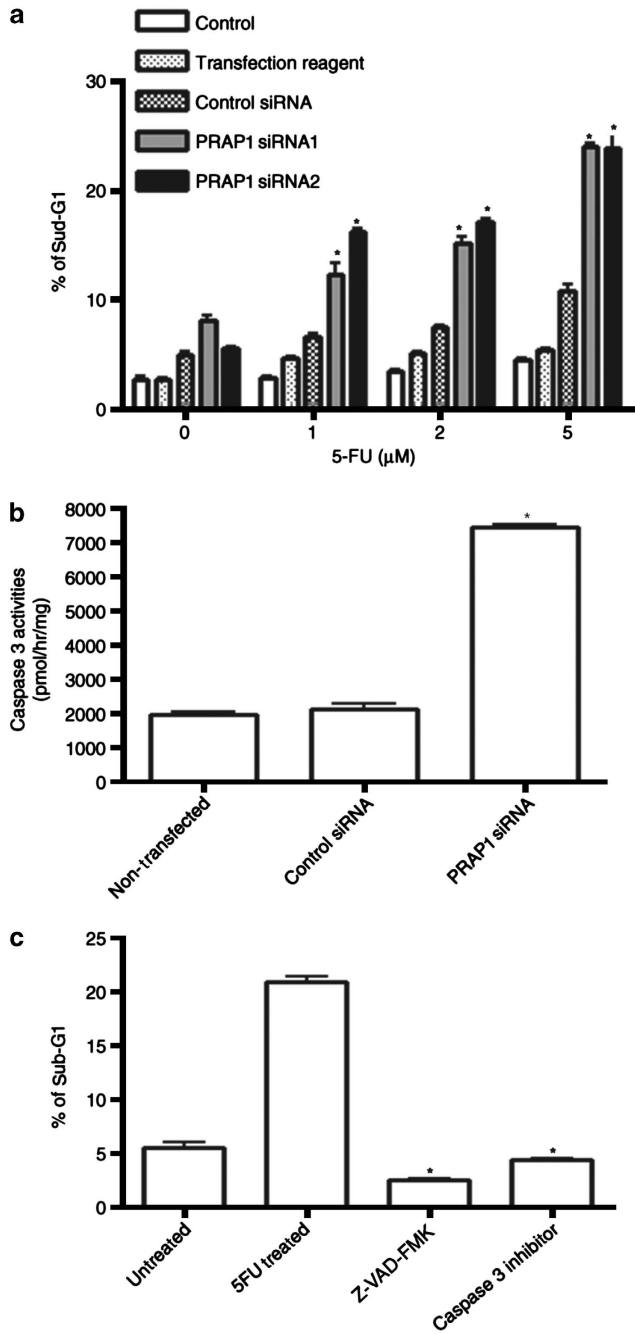 a
Control
Transfection reagent
Control siRNA
PRAP1 siRNA1
PRAP1 siRNA2
% of Sud-G1
30
20
10
0
* *
* *
* *
0 1 2 5
5-FU (μM)
b
Caspase 3 activities
(pmol/hr/mg)
8000
7000
6000
5000
4000
3000
2000
1000
0
*
Non-transfected
Control siRNA
PRAP1 siRNA
c
% of Sub-G1
25
20
15
10
5
0
*
*
Untreated
5FU treated
Z-VAD-FMK
Caspase 3 inhibitor